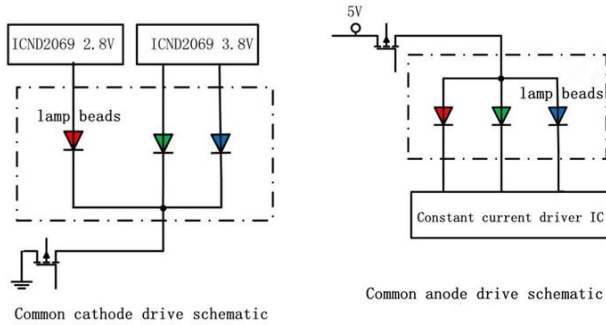 ICND2069 2.8V
ICND2069 3.8V
lamp beads
Common cathode drive schematic
5V
lamp beads
Constant current driver IC
Common anode drive schematic